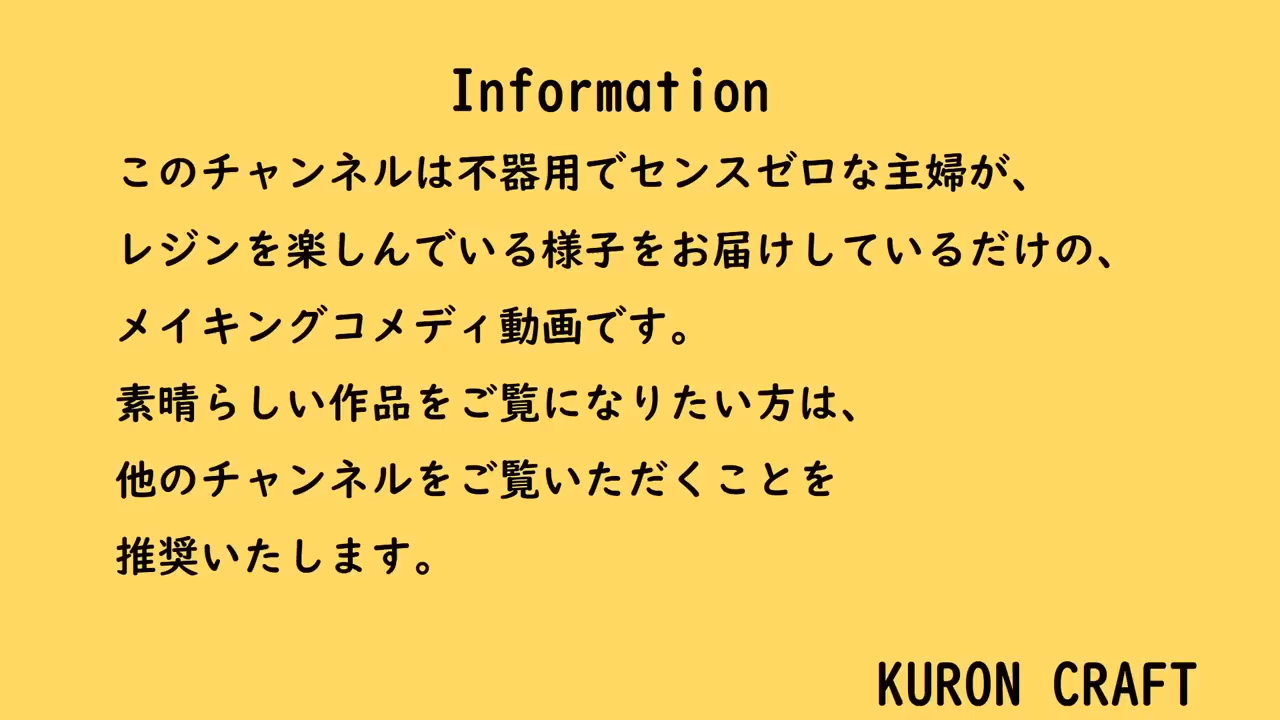 Information
このチャンネルは不器用でセンスゼロな主婦が、
レジンを楽しんでいる様子をお届けしているだけの、
メイキングコメディ動画です。
素晴らしい作品をご覧になりたい方は、
他のチャンネルをご覧いただくことを
推奨いたします。
KURON CRAFT